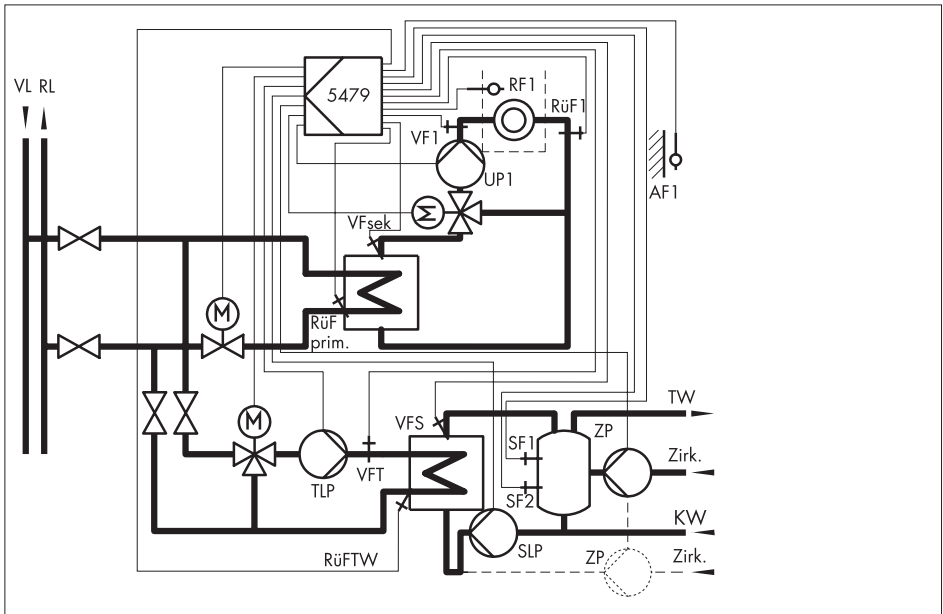 VL RL
5479
RF1
RüF1
VF1
UP1
AF1
M
VFsek
M
RüF
prim.
M
TW
VFS
ZP
SF1
Zirk.
VFT
TLP
SF2
KW
SLP
RüFTW
ZP
Zirk.